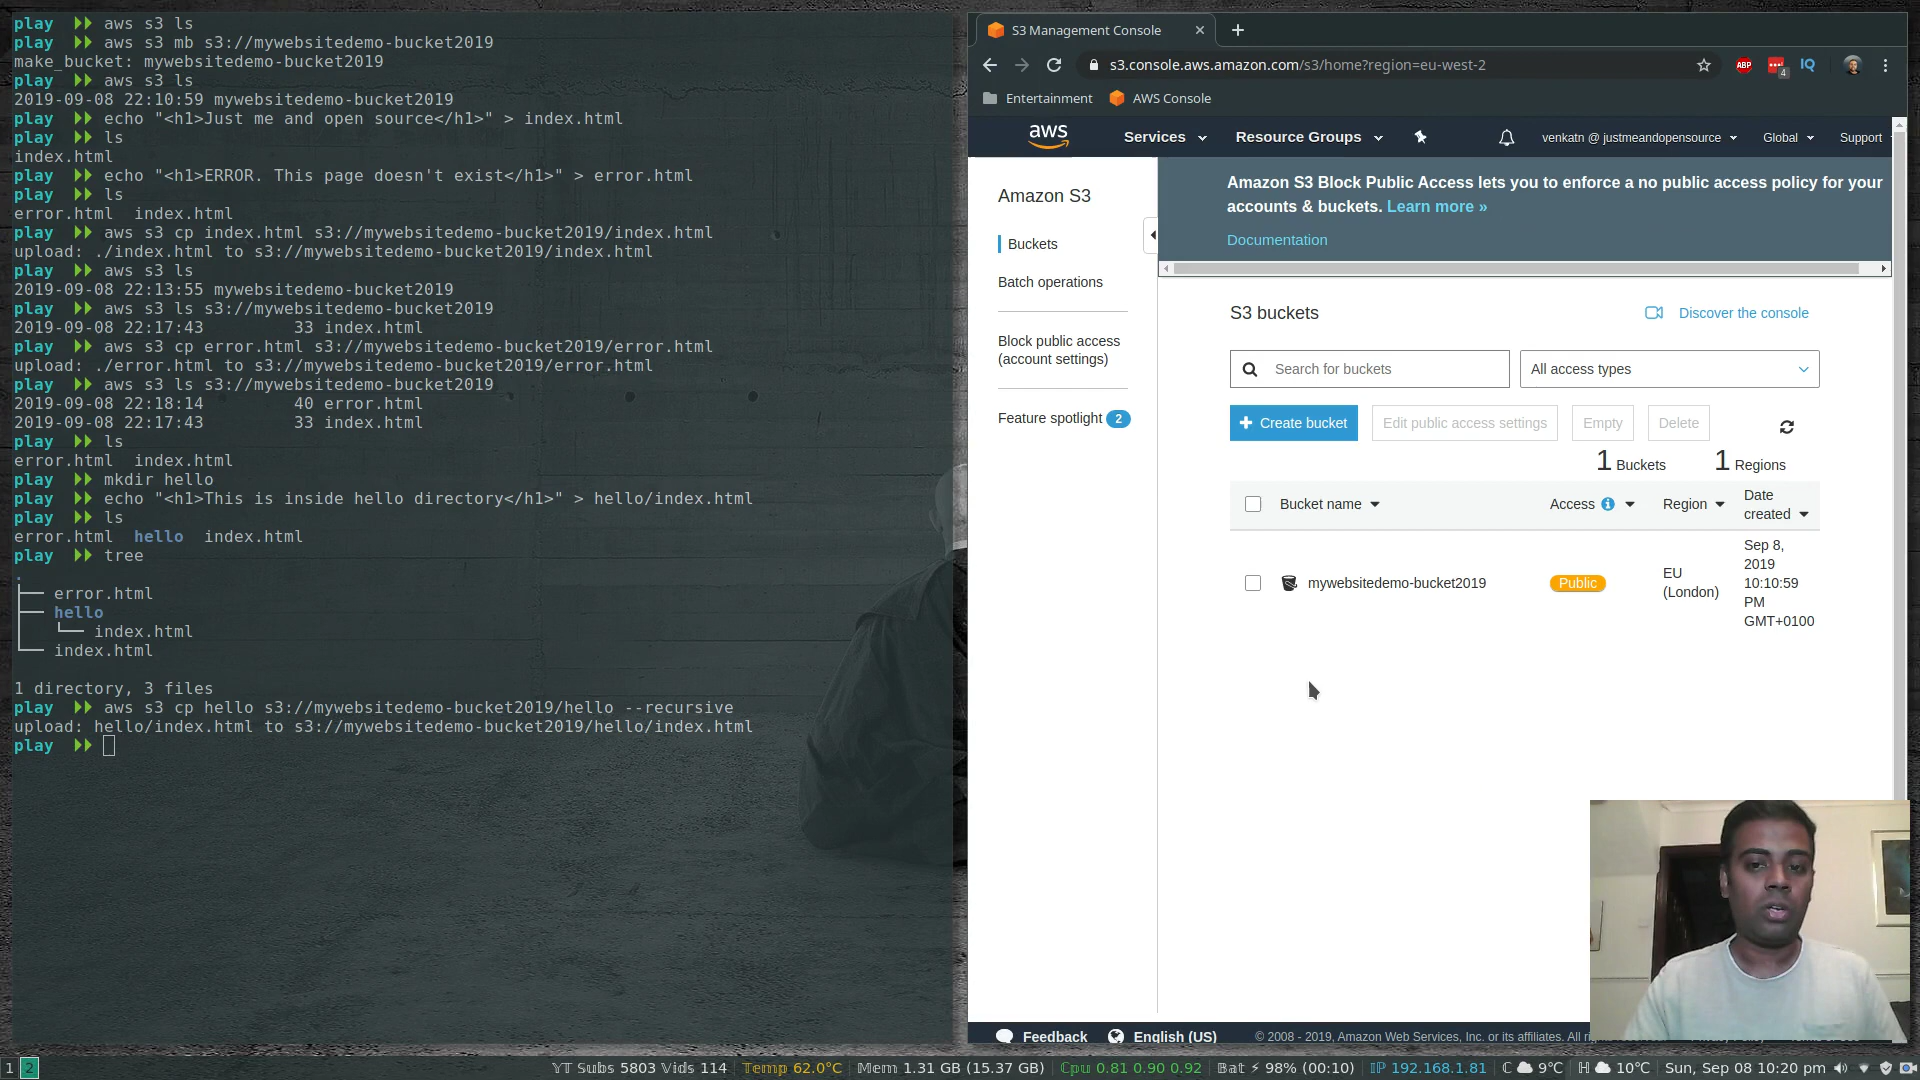 play aws s3 ls
play aws s3 mb s3://mywebsitedemo-bucket2019
make_bucket: mywebsitedemo-bucket2019
play aws s3 ls
2019-09-08 22:10:59 mywebsitedemo-bucket2019
play echo "<h1>Just me and open source</h1>" > index.html
play ls
index.html
play echo "<h1>ERROR. This page doesn't exist</h1>" > error.html
play ls
error.html  index.html
play aws s3 cp index.html s3://mywebsitedemo-bucket2019/index.html
upload: ./index.html to s3://mywebsitedemo-bucket2019/index.html
play aws s3 ls
2019-09-08 22:13:55 mywebsitedemo-bucket2019
play aws s3 ls s3://mywebsitedemo-bucket2019
2019-09-08 22:17:43         33 index.html
play aws s3 cp error.html s3://mywebsitedemo-bucket2019/error.html
upload: ./error.html to s3://mywebsitedemo-bucket2019/error.html
play aws s3 ls s3://mywebsitedemo-bucket2019
2019-09-08 22:18:14         40 error.html
2019-09-08 22:17:43         33 index.html
play ls
error.html  index.html
play mkdir hello
play echo "<h1>This is inside hello directory</h1>" > hello/index.html
play ls
error.html  hello  index.html
play tree
.
├── error.html
├── hello
│   └── index.html
└── index.html
1 directory, 3 files
play aws s3 cp hello s3://mywebsitedemo-bucket2019/hello --recursive
upload: hello/index.html to s3://mywebsitedemo-bucket2019/hello/index.html
play
S3 Management Console
s3.console.aws.amazon.com/s3/home?region=eu-west-2
ABP
4
IQ
Entertainment
AWS Console
aws
Services
Resource Groups
venkatn @ justmeandopensource
Global
Support
Amazon S3
Buckets
Batch operations
Block public access
(account settings)
Feature spotlight 2
Amazon S3 Block Public Access lets you to enforce a no public access policy for your
accounts & buckets. Learn more »
Documentation
S3 buckets
Discover the console
Search for buckets
All access types
+ Create bucket
Edit public access settings
Empty
Delete
1 Buckets
1 Regions
Bucket name
Access
Region
Date
created
mywebsitedemo-bucket2019
Public
EU
(London)
Sep 8,
2019
10:10:59
PM
GMT+0100
Feedback
English (US)
© 2008 - 2019, Amazon Web Services, Inc. or its affiliates. All ri
1 2
YT Subs 5803 Vids 114
Temp 62.0°C
Mem 1.31 GB (15.37 GB)
Cpu 0.81 0.90 0.92
Bat ⚡ 98% (00:10)
IP 192.168.1.81
C 9°C
H 10°C
Sun, Sep 08 10:20 pm